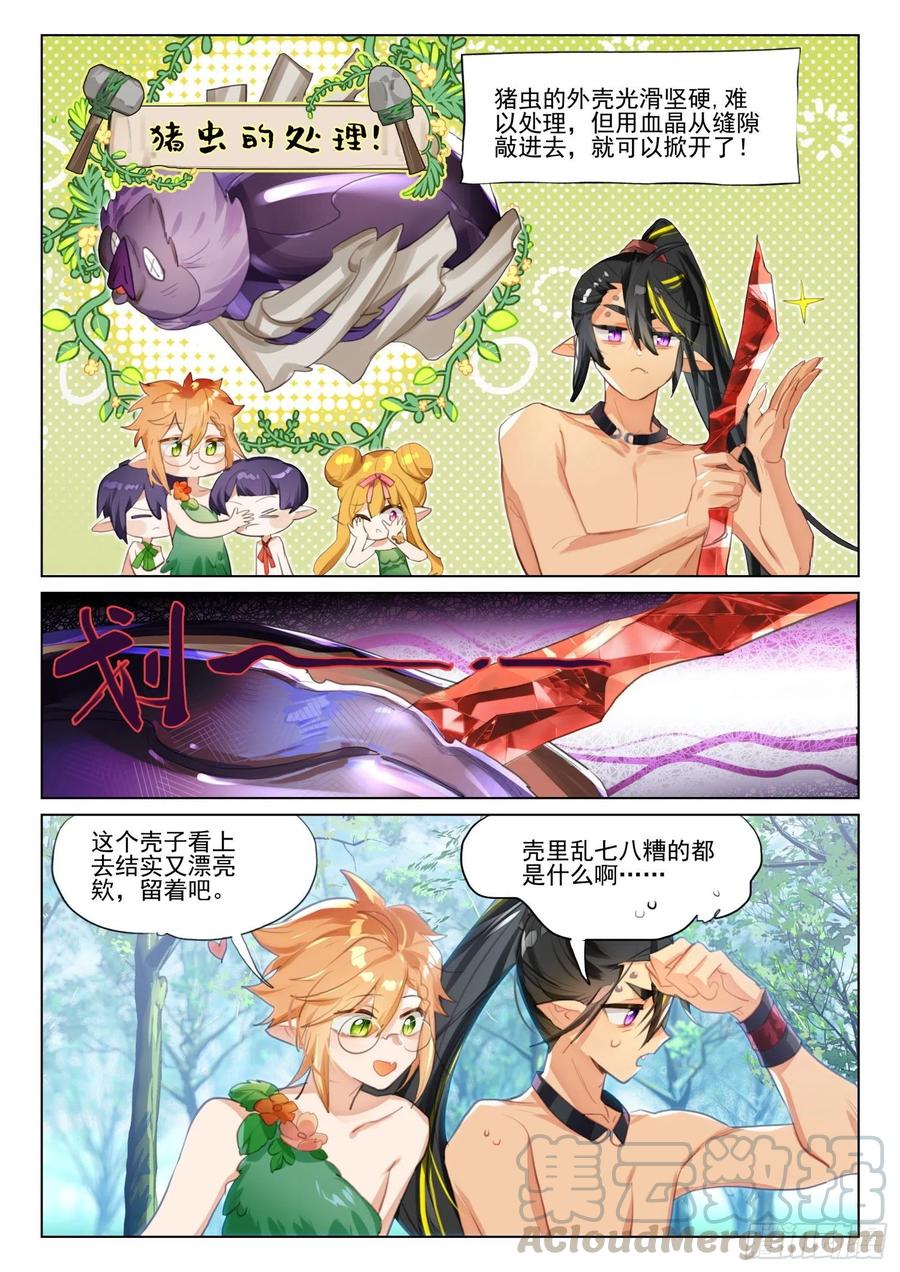 猪虫的处理!
猪虫的外壳光滑坚硬,难
以处理，但用血晶从缝隙
敲进去，就可以掀开了！
划
这个壳子看上
去结实又漂亮
欸，留着吧。
壳里乱七八糟的都
是什么啊……
集云数据
acloudmerge.com